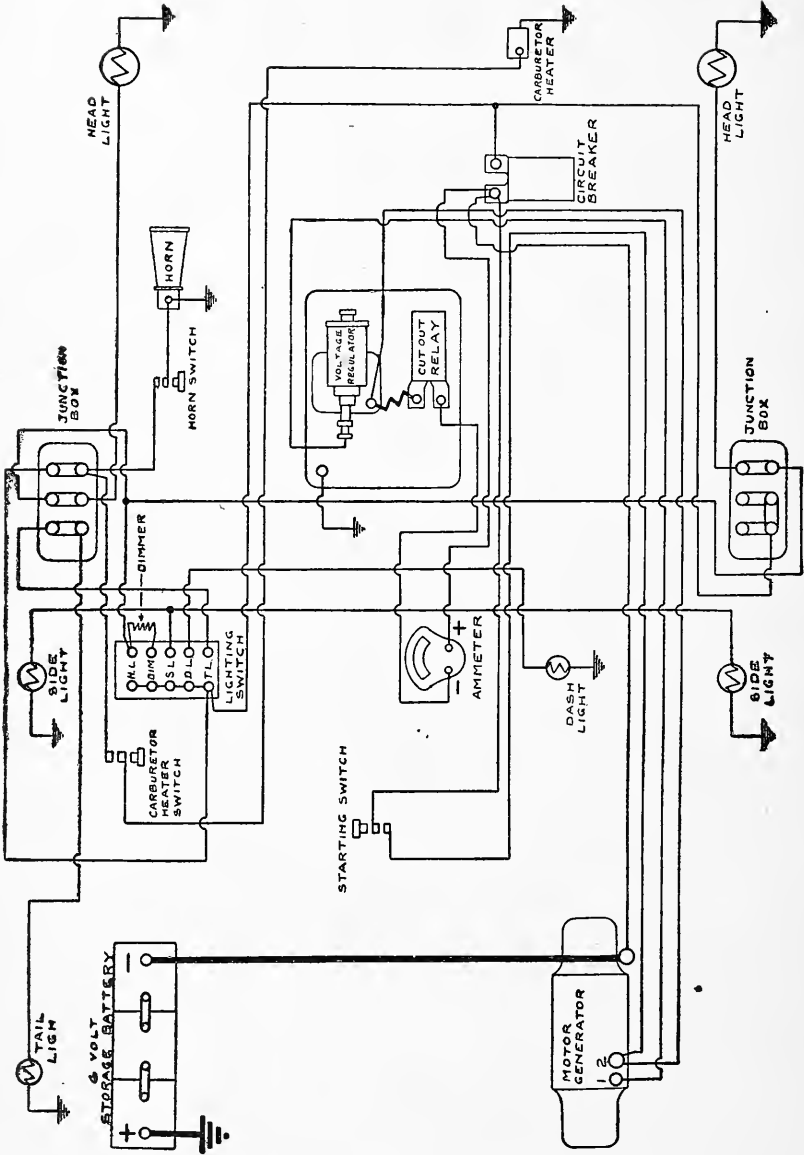 HEAD
LIGHT
HORN
HORN SWITCH
JUNCTION
BOX
DIMMER
SIDE
LIGHT
H.L.
DIM
S.L.
D.L.
T.L.
LIGHTING
SWITCH
CARBURETOR
HEATER
SWITCH
TAIL
LIGH
6 VOLT
STORAGE BATTERY
+
-
CARBURETOR
HEATER
CIRCUIT
BREAKER
VOLTAGE
REGULATOR
CUT OUT
RELAY
+
-
AMMETER
STARTING SWITCH
DASH
LIGHT
HEAD
LIGHT
JUNCTION
BOX
SIDE
LIGHT
MOTOR
GENERATOR
1
2